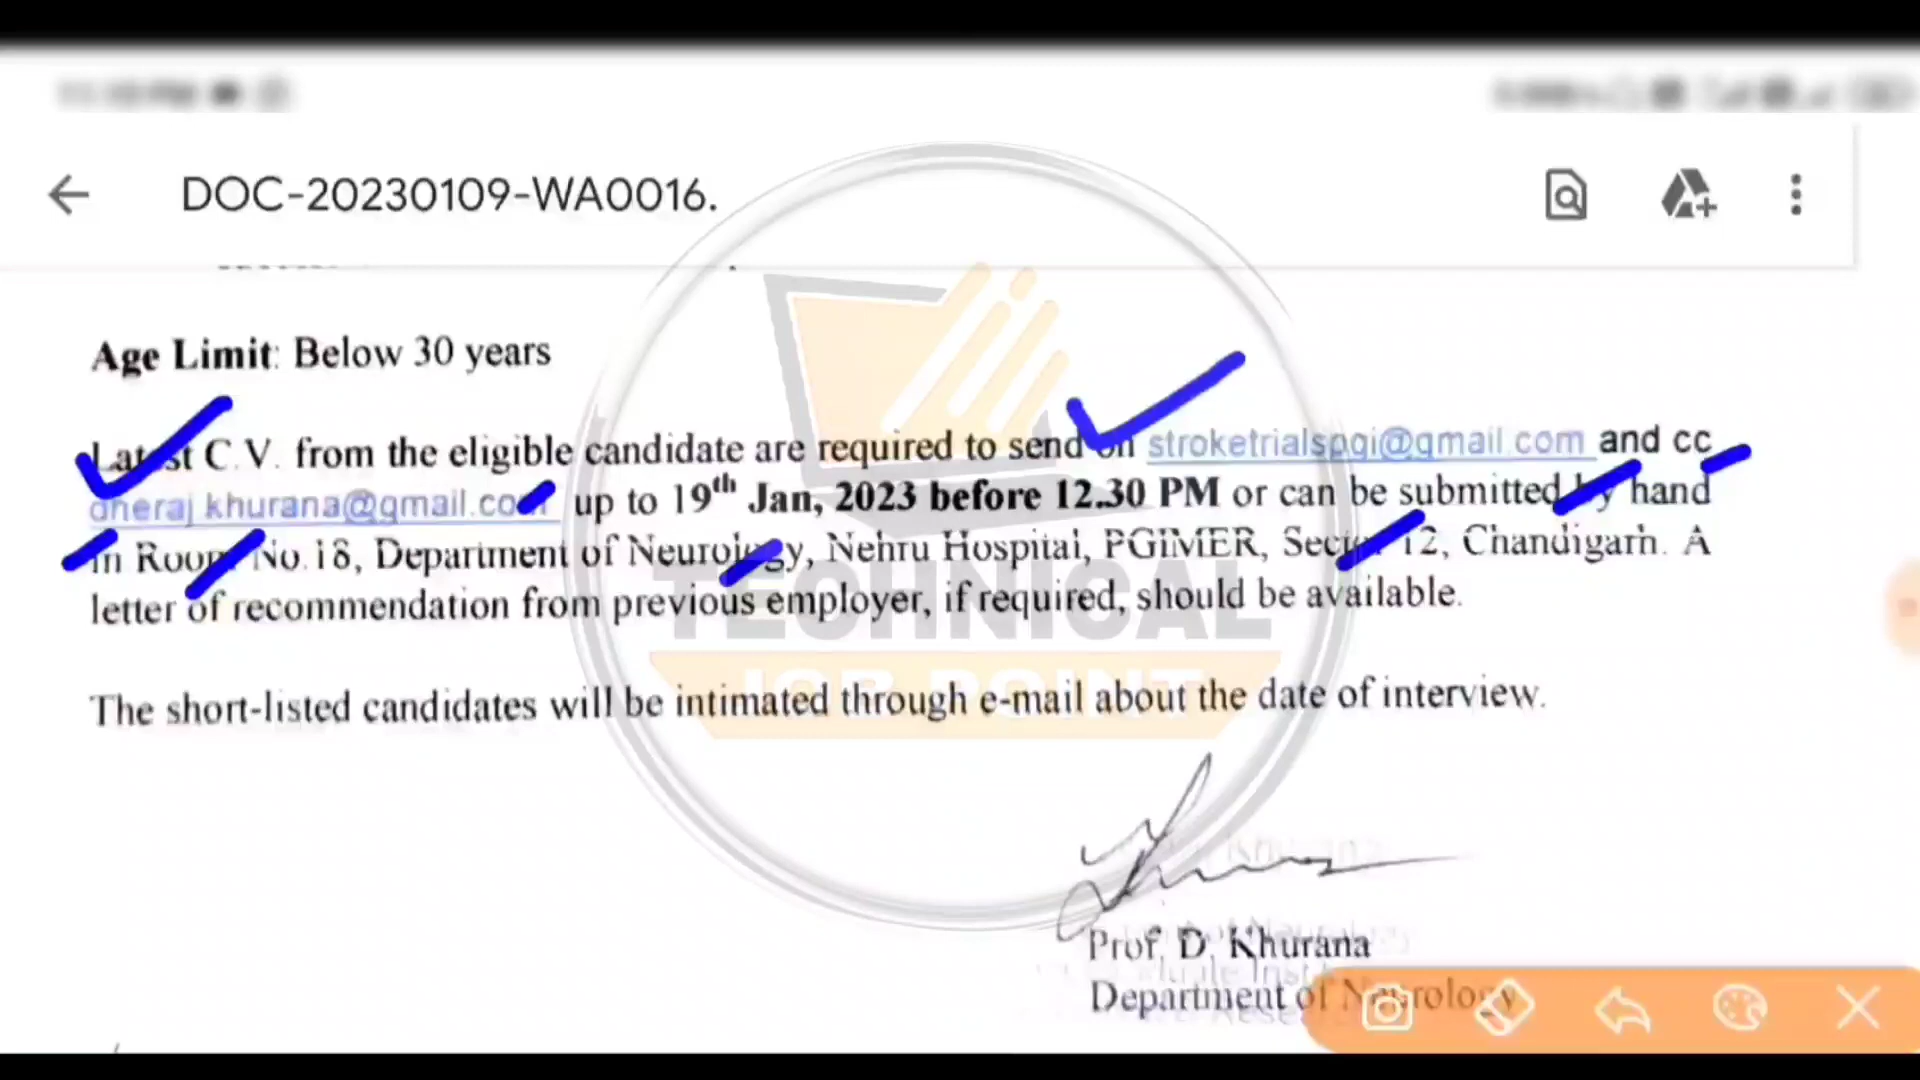 DOC-20230109-WA0016.
Age Limit: Below 30 years
Latest C.V. from the eligible candidate are required to send on stroketrialspgi@gmail.com and cc
dheraj.khurana@gmail.com up to 19th Jan, 2023 before 12.30 PM or can be submitted by hand
in Room No.18, Department of Neurology, Nehru Hospital, PGIMER, Sector 12, Chandigarh. A
letter of recommendation from previous employer, if required, should be available.
TECHNICAL
JOB POINT
The short-listed candidates will be intimated through e-mail about the date of interview.
Prof. D. Khurana
Department of Neurology